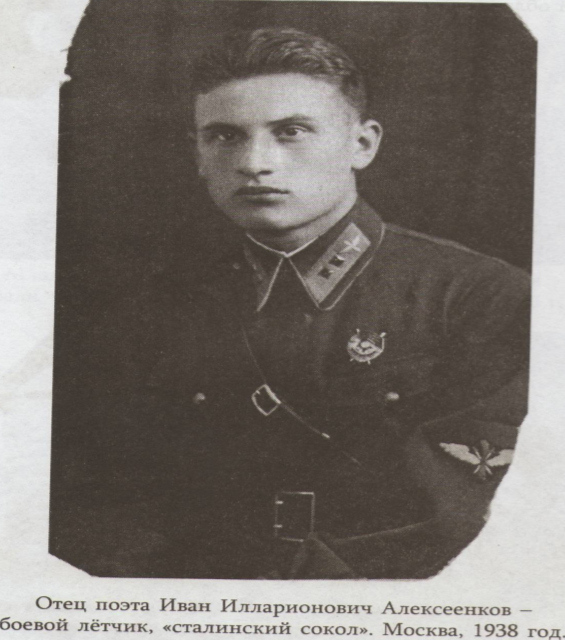 Отец поэта Иван Илларионович Алексеенков –
боевой лётчик, «сталинский сокол». Москва, 1938 год.